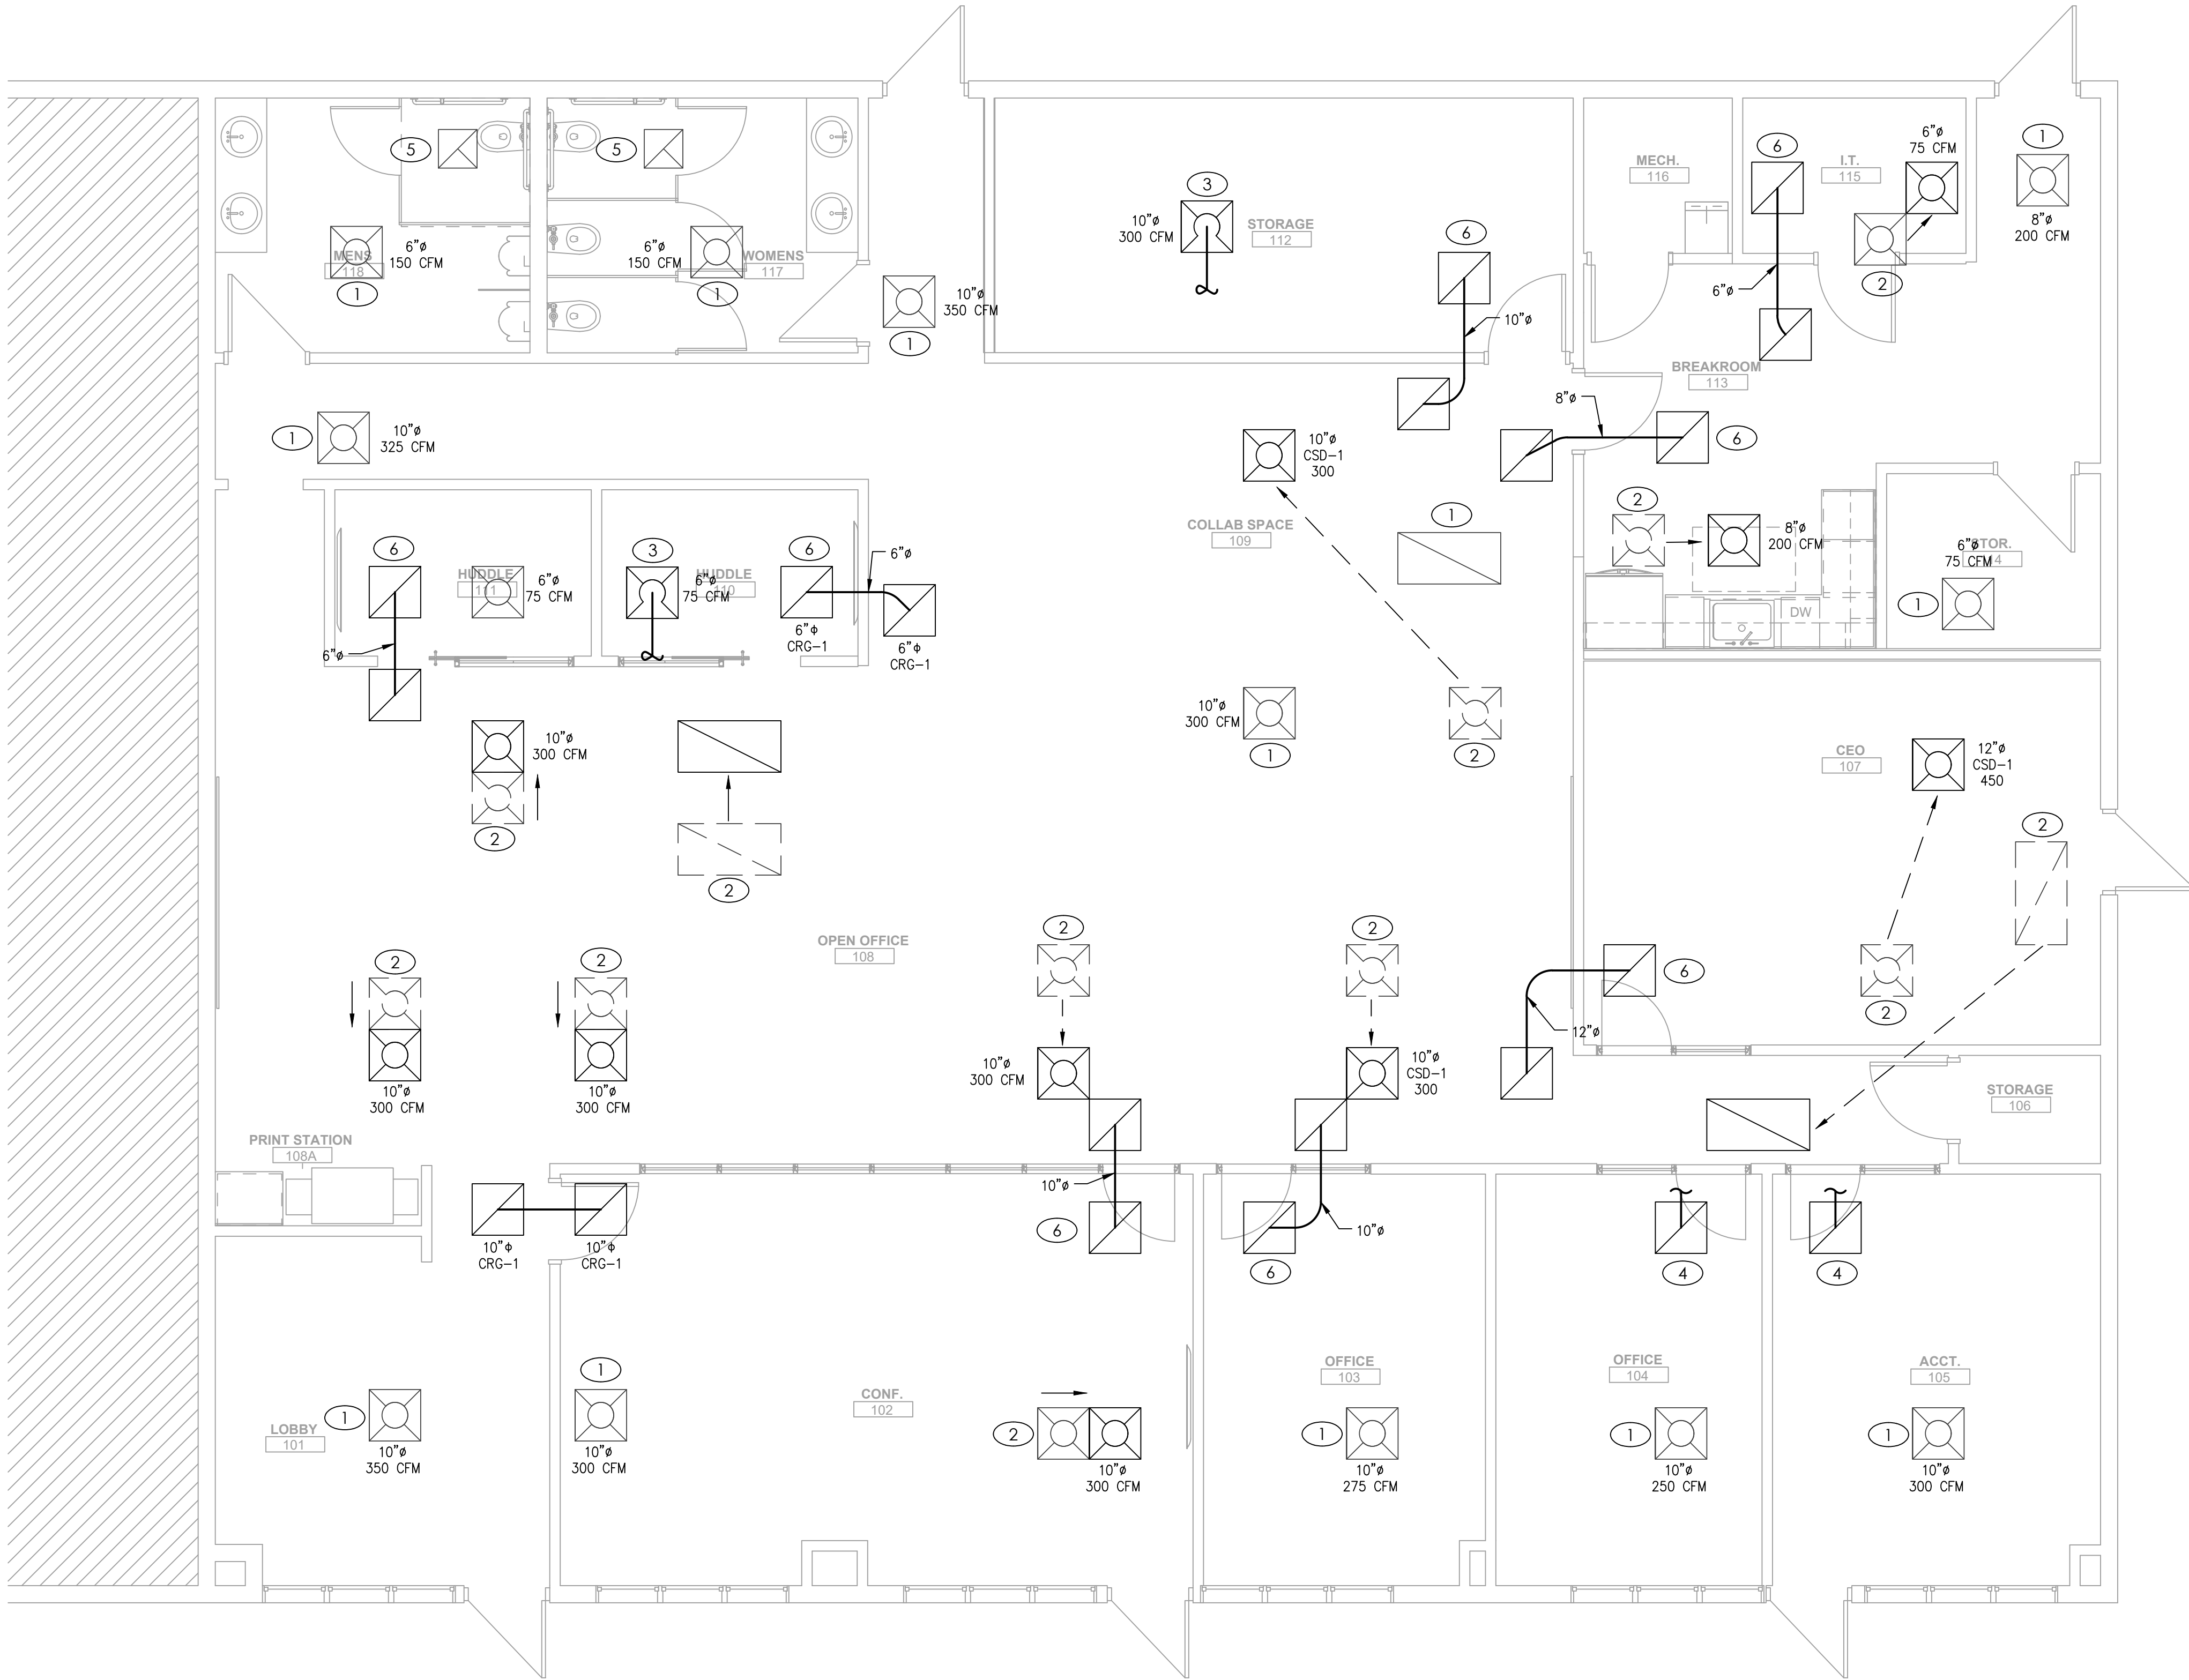 5
5
MENS
118
6"ø
150 CFM
1
6"ø
150 CFM
WOMENS
117
1
10"ø
350 CFM
1
3
10"ø
300 CFM
STORAGE
112
6
10"ø
MECH.
116
6
I.T.
115
6"ø
75 CFM
2
6"ø
1
8"ø
200 CFM
BREAKROOM
113
1
10"ø
325 CFM
8"ø
6
10"ø
CSD-1
300
COLLAB SPACE
109
1
2
8"ø
200 CFM
DW
STOR.
6"ø
75 CFM
1
6
HUDDLE
111
6"ø
75 CFM
6"ø
3
HUDDLE
110
6"ø
75 CFM
6
6"ø
6"ϕ
CRG-1
6"ϕ
CRG-1
10"ø
300 CFM
2
2
10"ø
300 CFM
1
2
CEO
107
12"ø
CSD-1
450
2
2
6
12"ø
OPEN OFFICE
108
2
10"ø
300 CFM
2
10"ø
300 CFM
2
10"ø
300 CFM
2
10"ø
CSD-1
300
STORAGE
106
PRINT STATION
108A
10"ϕ
CRG-1
10"ϕ
CRG-1
10"ø
6
10"ø
6
4
4
LOBBY
101
1
10"ø
350 CFM
1
10"ø
300 CFM
CONF.
102
2
10"ø
300 CFM
OFFICE
103
1
10"ø
275 CFM
OFFICE
104
1
10"ø
250 CFM
ACCT.
105
1
10"ø
300 CFM